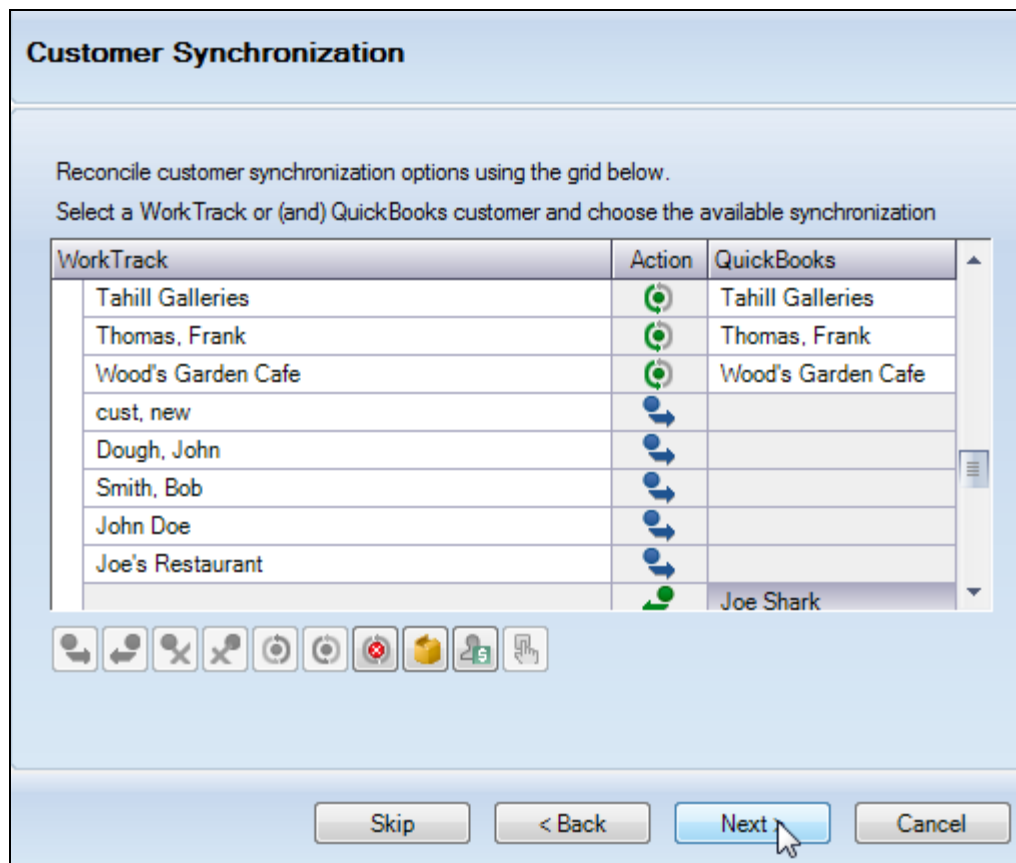 Customer Synchronization
Reconcile customer synchronization options using the grid below.
Select a WorkTrack or (and) QuickBooks customer and choose the available synchronization
WorkTrack Action QuickBooks
Tahill Galleries Tahill Galleries
Thomas, Frank Thomas, Frank
Wood's Garden Cafe Wood's Garden Cafe
cust, new
Dough, John
Smith, Bob
John Doe
Joe's Restaurant
Joe Shark
Skip < Back Next > Cancel